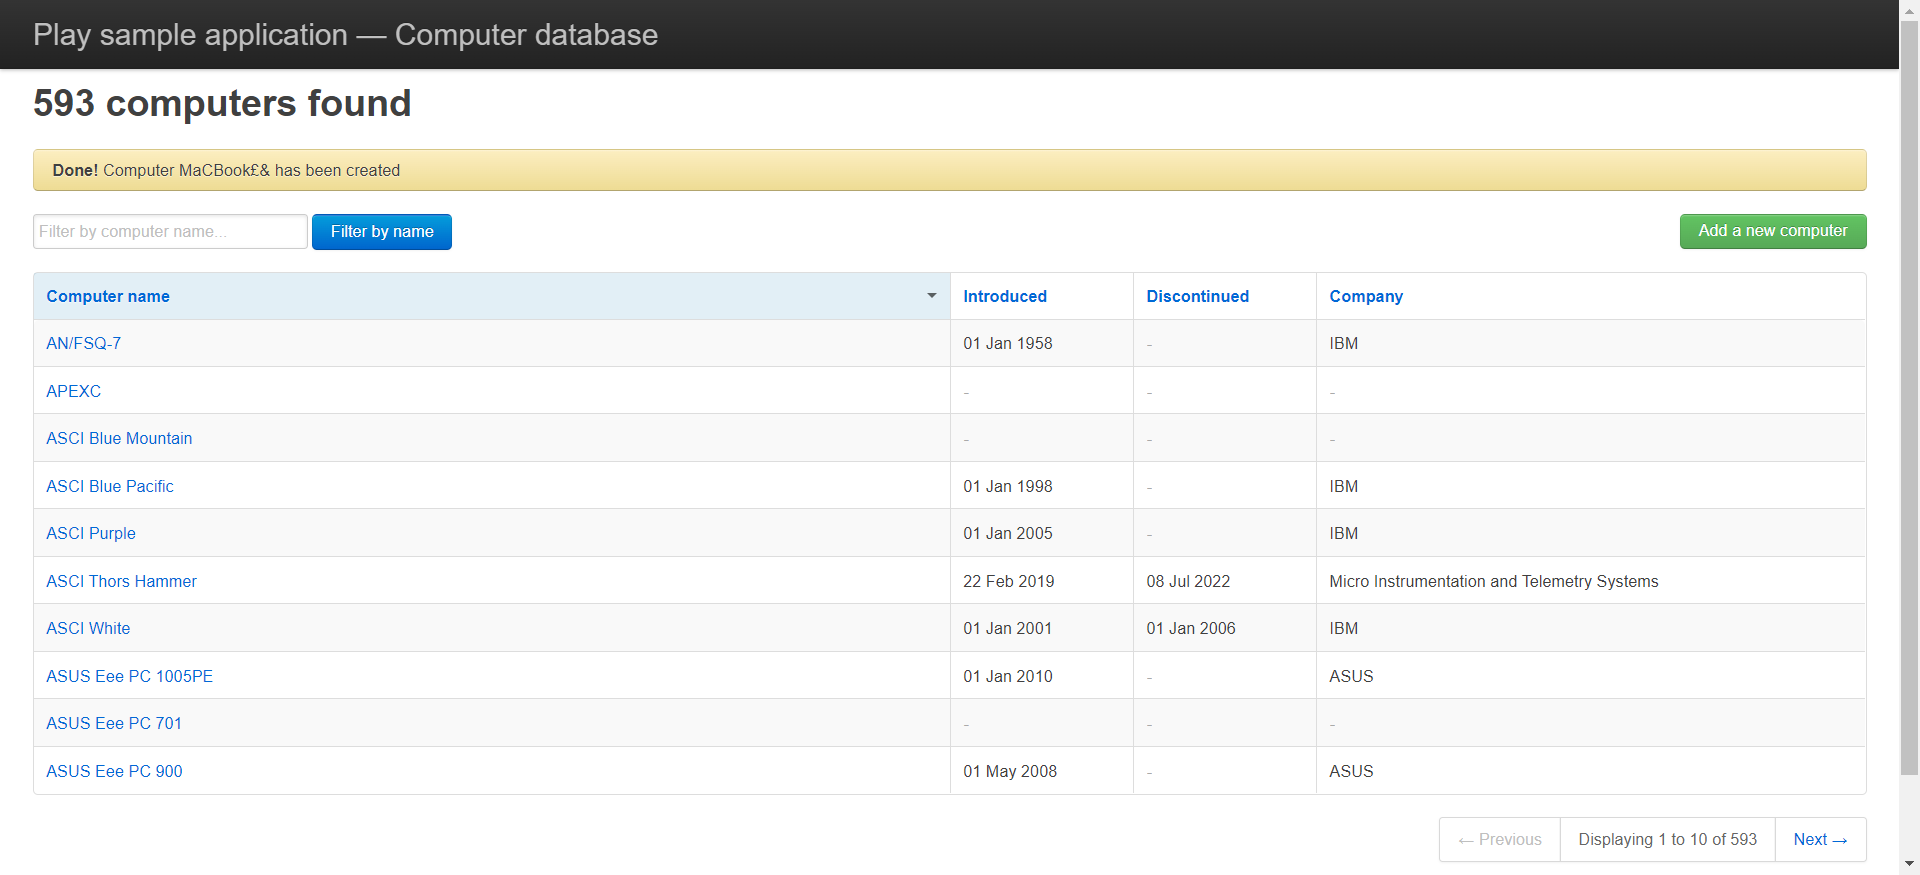 Play sample application — Computer database
593 computers found
Done! Computer MaCBook£& has been created
Filter by computer name... Filter by name Add a new computer
Computer name Introduced Discontinued Company
AN/FSQ-7 01 Jan 1958 - IBM
APEXC - - -
ASCI Blue Mountain - - -
ASCI Blue Pacific 01 Jan 1998 - IBM
ASCI Purple 01 Jan 2005 - IBM
ASCI Thors Hammer 22 Feb 2019 08 Jul 2022 Micro Instrumentation and Telemetry Systems
ASCI White 01 Jan 2001 01 Jan 2006 IBM
ASUS Eee PC 1005PE 01 Jan 2010 - ASUS
ASUS Eee PC 701 - - -
ASUS Eee PC 900 01 May 2008 - ASUS
← Previous Displaying 1 to 10 of 593 Next →